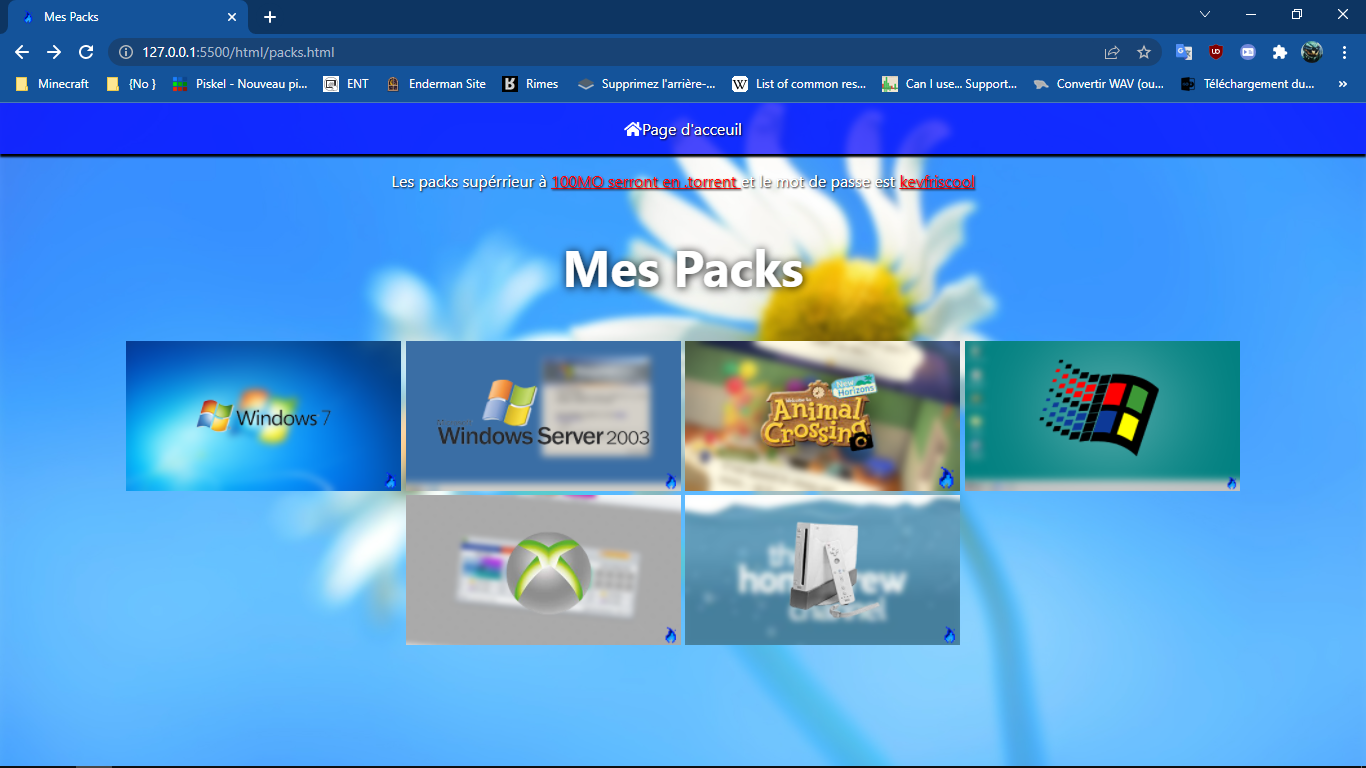 Mes Packs
127.0.0.1:5500/html/packs.html
Minecraft {No } Piskel - Nouveau pi... ENT Enderman Site Rimes Supprimez l'arrière-... List of common res... Can I use... Support... Convertir WAV (ou... Téléchargement du... »
Page d'acceuil
Les packs supérrieur à 100MO serront en .torrent et le mot de passe est keyfriscool
Mes Packs
Windows 7
Windows Server 2003
New Horizons
Welcome to
Animal
Crossing
the
homebrew
channel